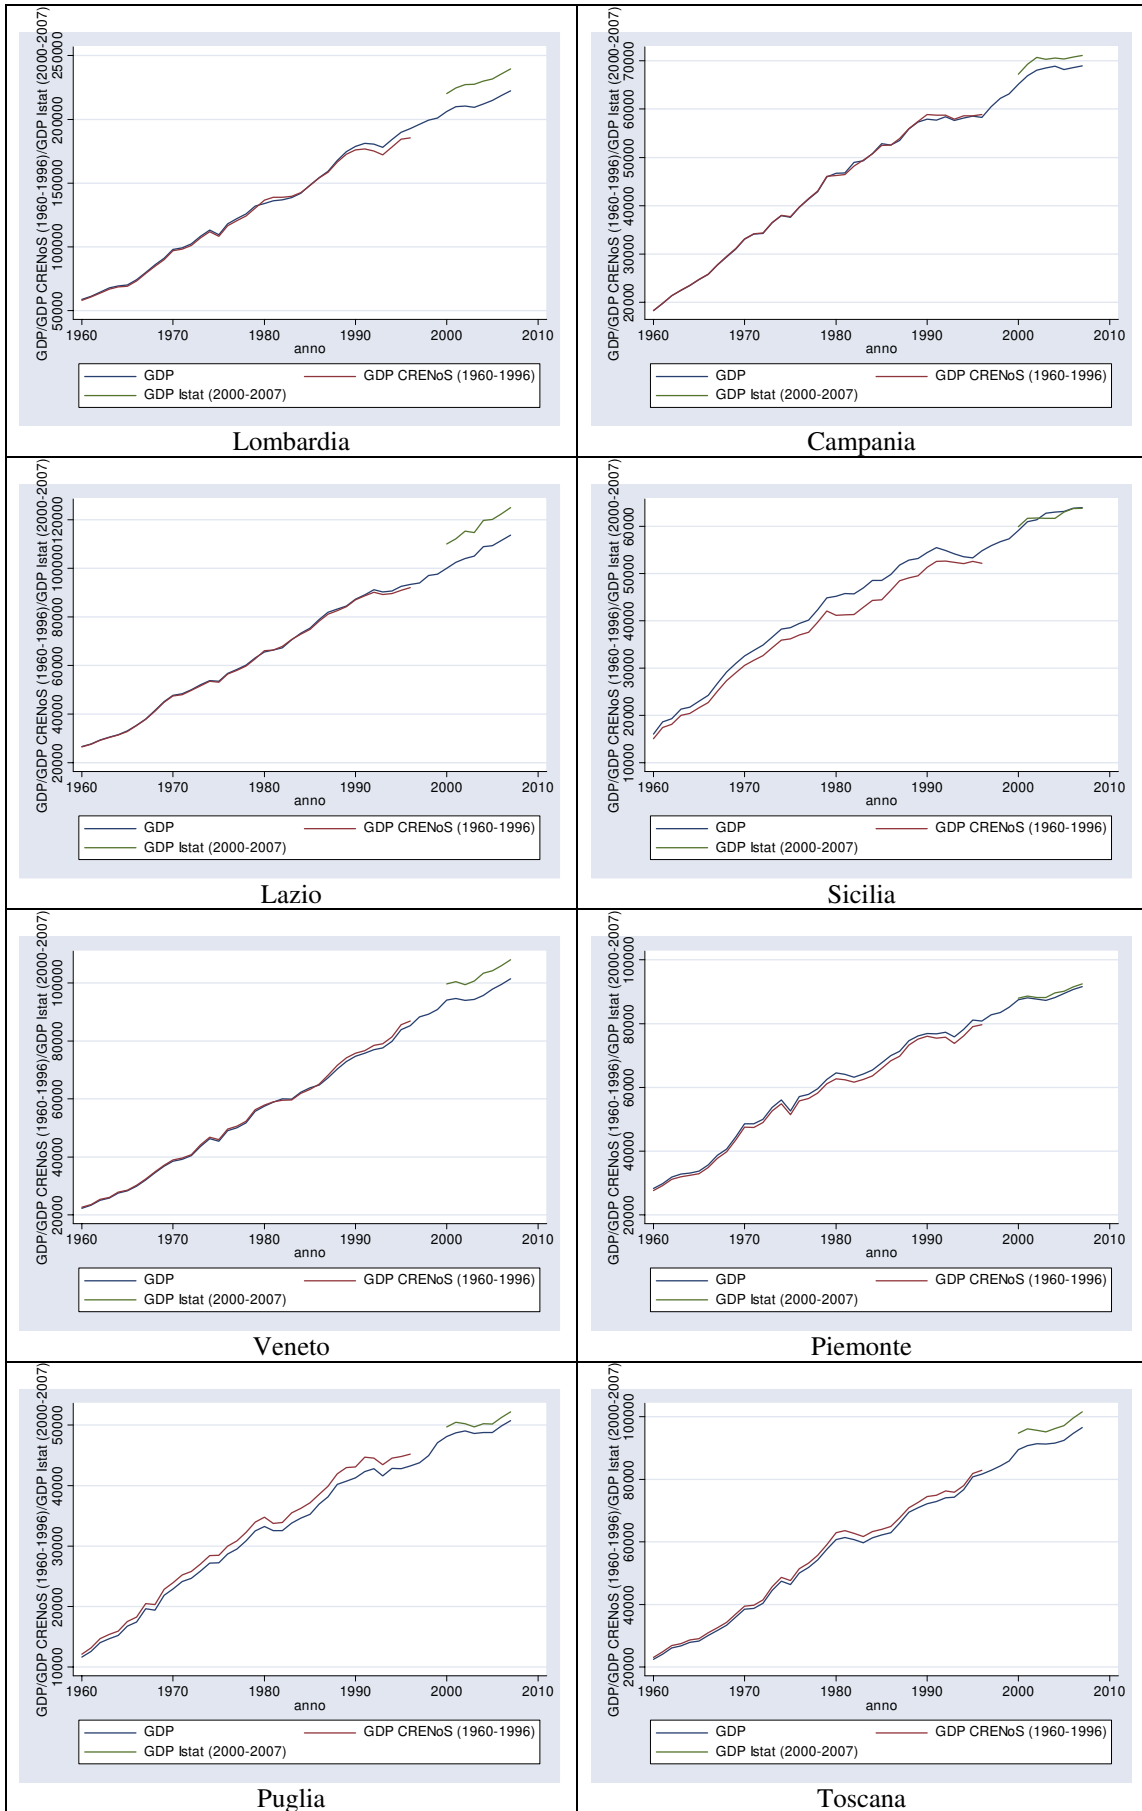 GDP/GDP CRENoS (1960-1996)/GDP Istat (2000-2007)
250000
200000
150000
100000
50000
1960 1970 1980 1990 2000 2010
anno
GDP GDP CRENoS (1960-1996)
GDP Istat (2000-2007)
Lombardia
GDP/GDP CRENoS (1960-1996)/GDP Istat (2000-2007)
70000
60000
50000
40000
30000
20000
1960 1970 1980 1990 2000 2010
anno
GDP GDP CRENoS (1960-1996)
GDP Istat (2000-2007)
Campania
GDP/GDP CRENoS (1960-1996)/GDP Istat (2000-2007)
120000
100000
80000
60000
40000
20000
1960 1970 1980 1990 2000 2010
anno
GDP GDP CRENoS (1960-1996)
GDP Istat (2000-2007)
Lazio
GDP/GDP CRENoS (1960-1996)/GDP Istat (2000-2007)
60000
50000
40000
30000
20000
10000
1960 1970 1980 1990 2000 2010
anno
GDP GDP CRENoS (1960-1996)
GDP Istat (2000-2007)
Sicilia
GDP/GDP CRENoS (1960-1996)/GDP Istat (2000-2007)
100000
80000
60000
40000
20000
1960 1970 1980 1990 2000 2010
anno
GDP GDP CRENoS (1960-1996)
GDP Istat (2000-2007)
Veneto
GDP/GDP CRENoS (1960-1996)/GDP Istat (2000-2007)
100000
80000
60000
40000
20000
1960 1970 1980 1990 2000 2010
anno
GDP GDP CRENoS (1960-1996)
GDP Istat (2000-2007)
Piemonte
GDP/GDP CRENoS (1960-1996)/GDP Istat (2000-2007)
50000
40000
30000
20000
10000
1960 1970 1980 1990 2000 2010
anno
GDP GDP CRENoS (1960-1996)
GDP Istat (2000-2007)
Puglia
GDP/GDP CRENoS (1960-1996)/GDP Istat (2000-2007)
100000
80000
60000
40000
20000
1960 1970 1980 1990 2000 2010
anno
GDP GDP CRENoS (1960-1996)
GDP Istat (2000-2007)
Toscana